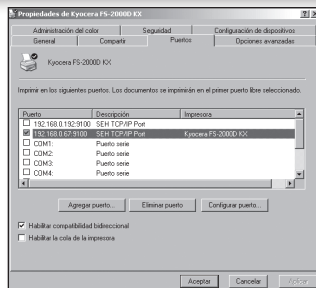 Propiedades de Kyocera FS-2000D KX
Administración del color Seguridad Configuración de dispositivos
General Compartir Puertos Opciones avanzadas
Kyocera FS-2000D KX
Imprimir en los siguientes puertos. Los documentos se imprimirán en el primer puerto libre seleccionado.
Puerto Descripción Impresora
192.168.0.192:9100 SEH TCP/IP Port
192.168.0.67:9100 SEH TCP/IP Port Kyocera FS-2000D KX
COM1: Puerto serie
COM2: Puerto serie
COM3: Puerto serie
COM4: Puerto serie
Agregar puerto... Eliminar puerto Configurar puerto...
Habilitar compatibilidad bidireccional
Habilitar la cola de la impresora
Aceptar Cancelar Aplicar